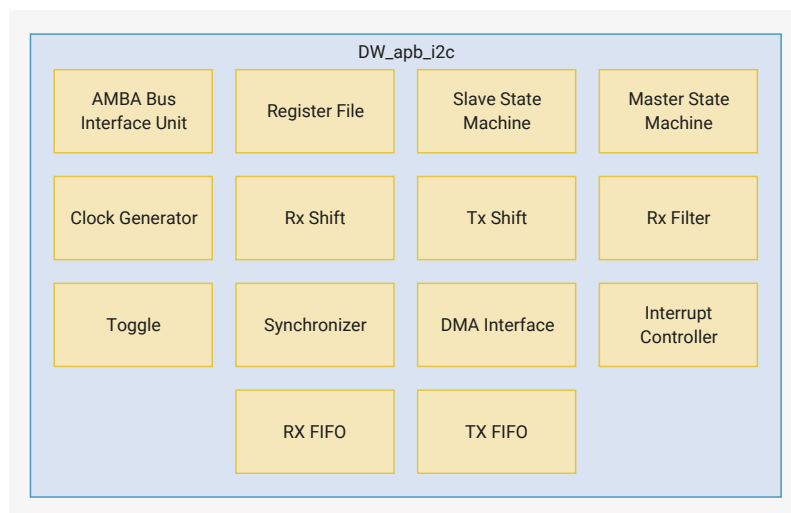 DW_apb_i2c
AMBA Bus
Interface Unit
Register File
Slave State
Machine
Master State
Machine
Clock Generator
Rx Shift
Tx Shift
Rx Filter
Toggle
Synchronizer
DMA Interface
Interrupt
Controller
RX FIFO
TX FIFO